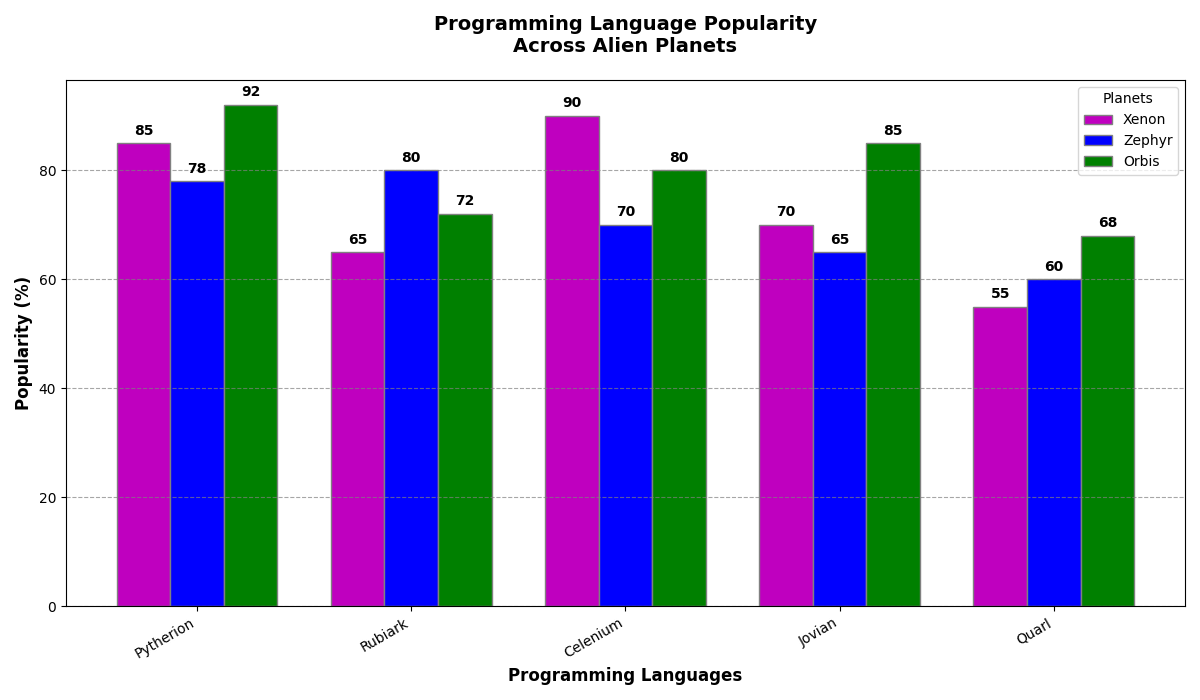 Programming Language Popularity
Across Alien Planets
Planets
Xenon
Zephyr
Orbis
Popularity (%)
80
60
40
20
0
85
78
92
65
80
72
90
70
80
70
65
85
55
60
68
Pytherion
Rubiark
Celenium
Jovian
Quarl
Programming Languages